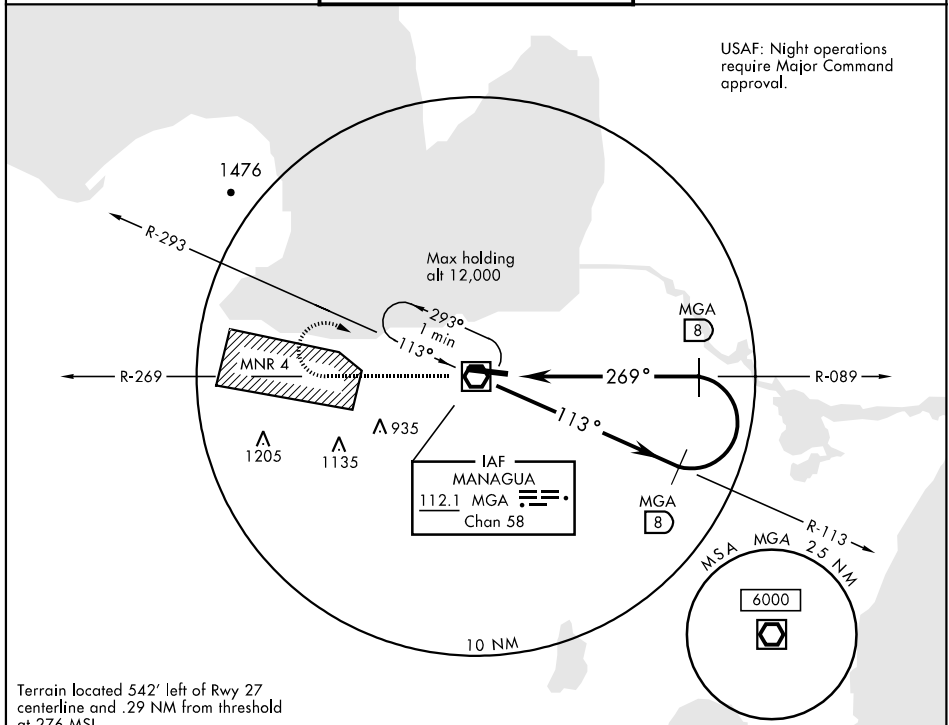 USAF: Night operations
require Major Command
approval.
1476
R-293
Max holding
alt 12,000
293°
1 min
113°
MGA
8
MNR 4
R-269
269°
R-089
113°
935
1205
1135
IAF
MANAGUA
112.1 MGA
Chan 58
MGA
8
R-113
MSA MGA 25 NM
6000
10 NM
Terrain located 542' left of Rwy 27
centerline and .29 NM from threshold
at 276 MSL